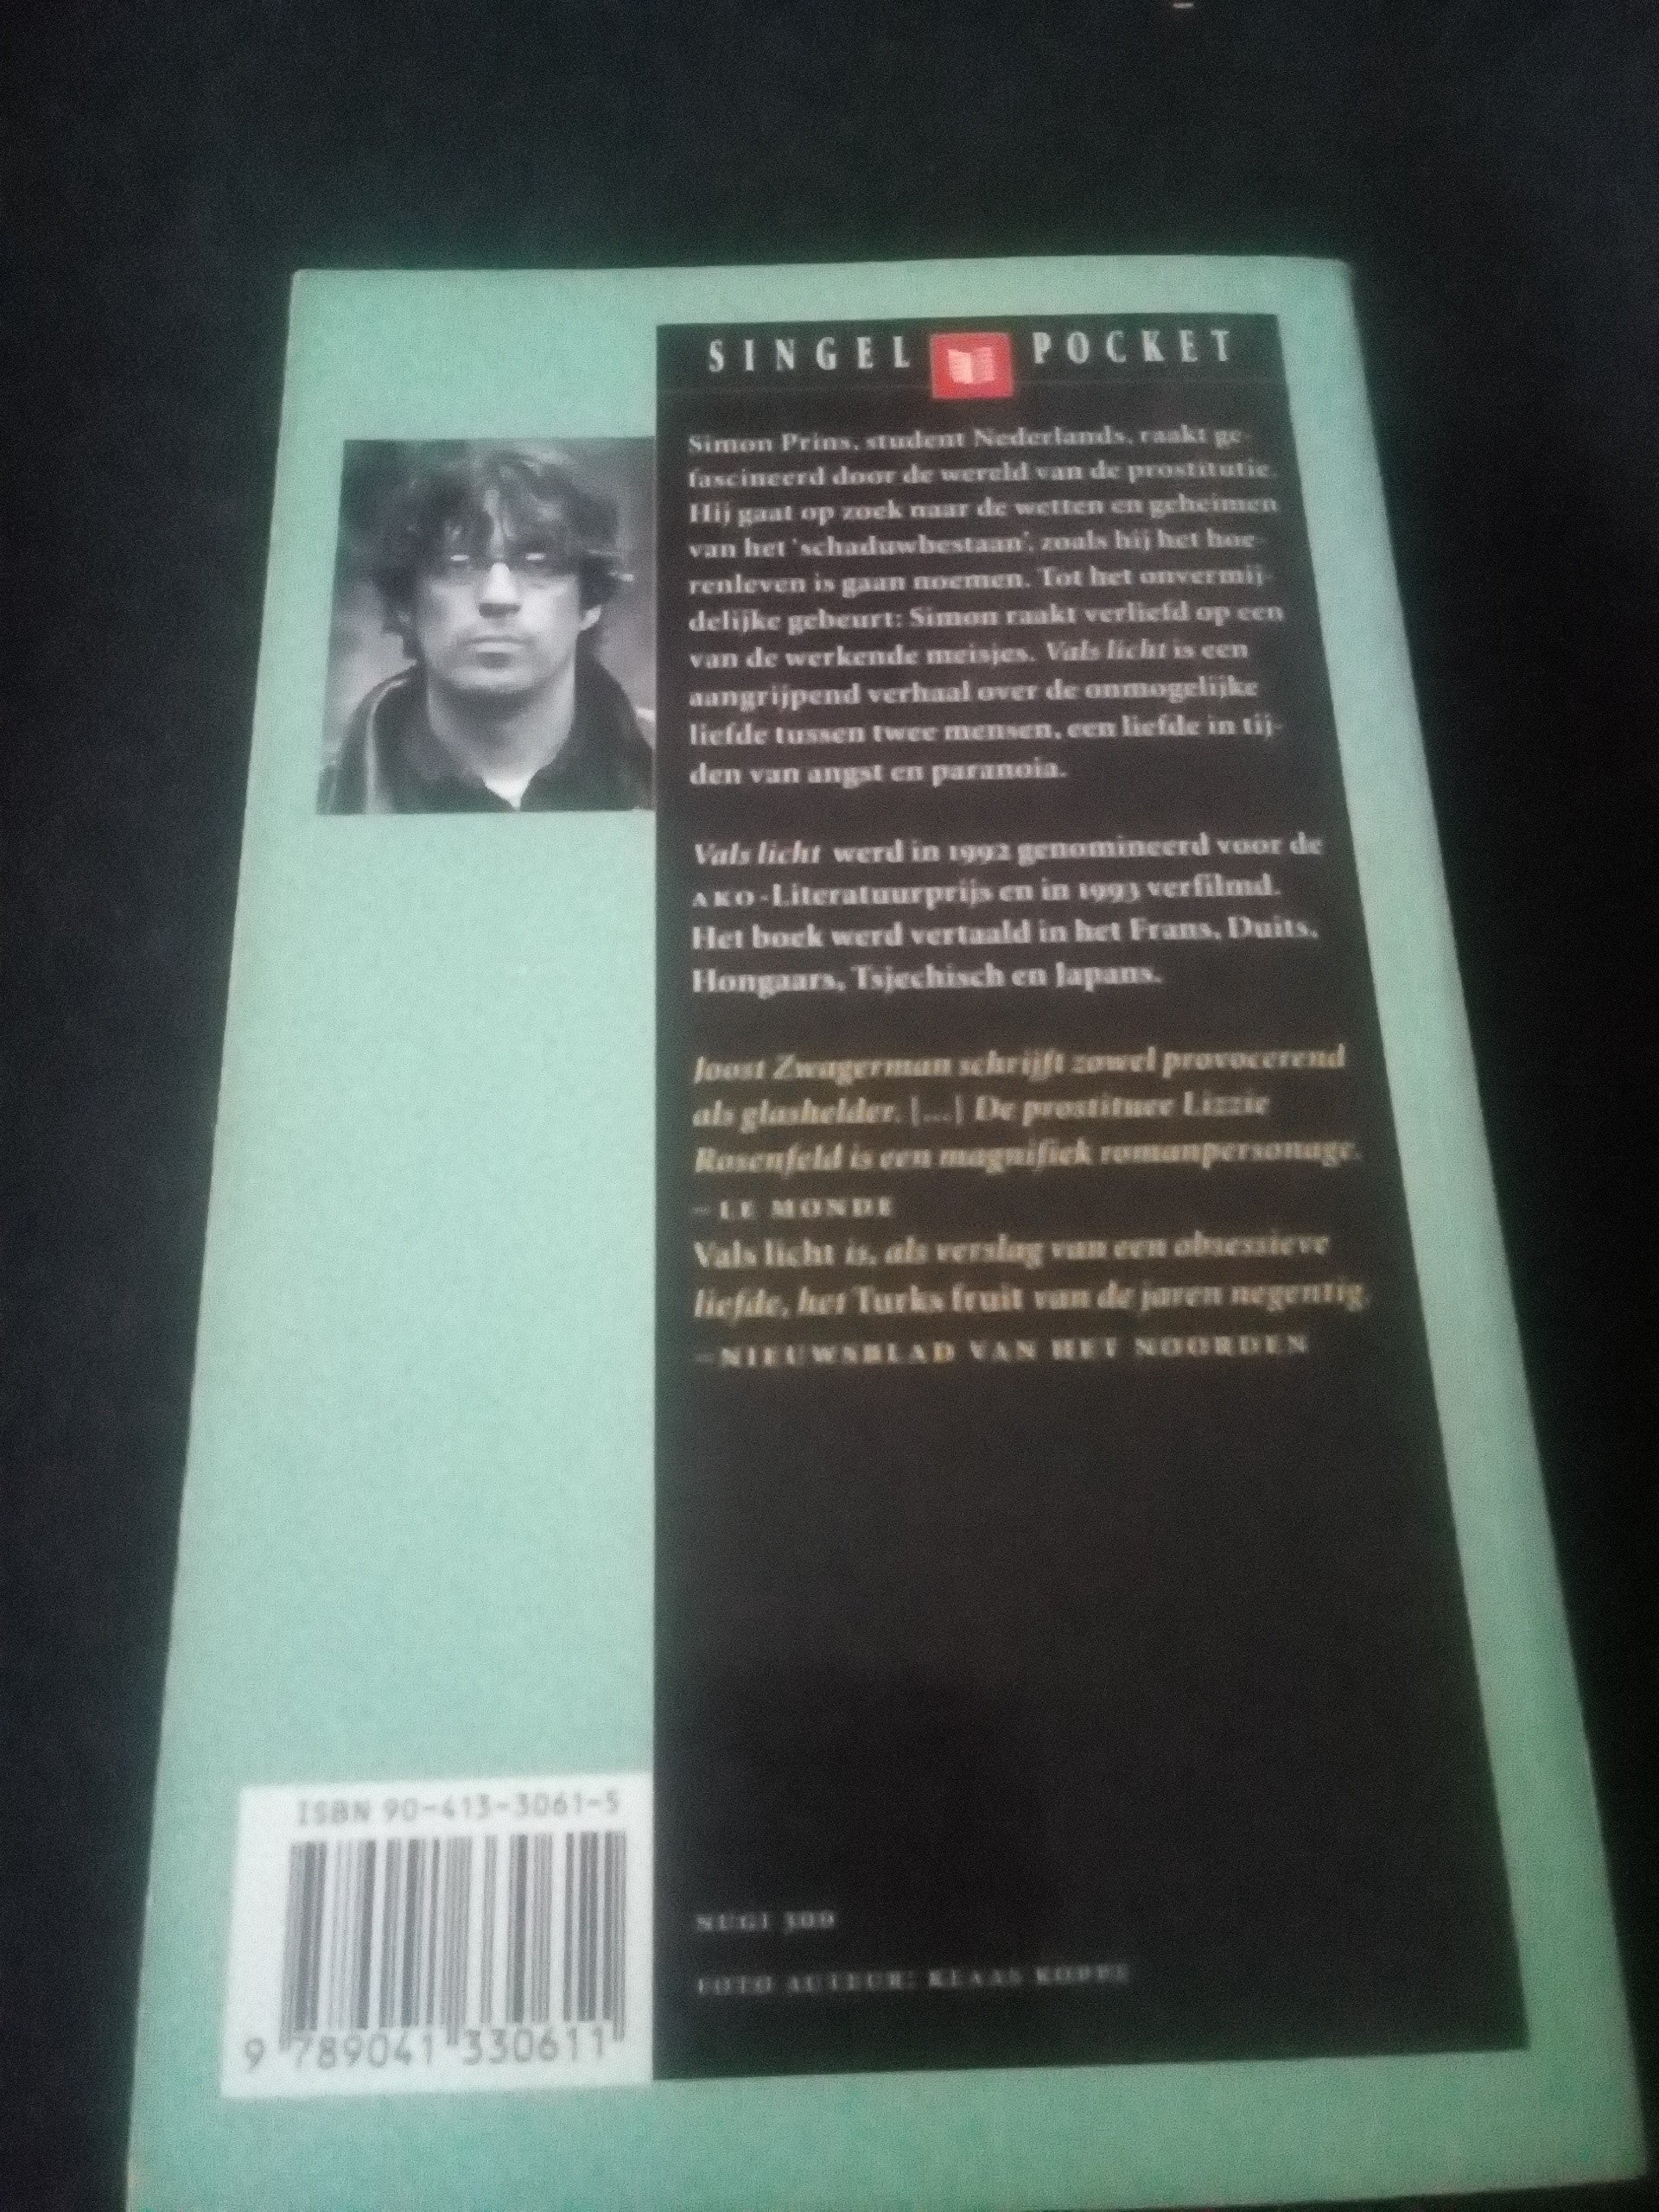 SINGEL POCKET
Simon Prins, student Nederlands, raakt ge-
fascineerd door de wereld van de prostitutie.
Hij gaat op zoek naar de wetten en geheimen
van het 'schaduwbestaan', zoals hij het hoe-
renleven is gaan noemen. Tot het onvermij-
delijke gebeurt: Simon raakt verliefd op een
van de werkende meisjes. Vals licht is een
aangrijpend verhaal over de onmogelijke
liefde tussen twee mensen, een liefde in tij-
den van angst en paranoia.
Vals licht werd in 1992 genomineerd voor de
AKO-Literatuurprijs en in 1993 verfilmd.
Het boek werd vertaald in het Frans, Duits,
Hongaars, Tsjechisch en Japans.
Joost Zwagerman schrijft zowel provocerend
als glashelder. [...] De prostituee Lizzie
Rosenfeld is een magnifiek romanpersonage.
– LE MONDE
Vals licht is, als verslag van een obsessieve
liefde, het Turks fruit van de jaren negentig.
– NIEUWSBLAD VAN HET NOORDEN
ISBN 90-413-3061-5
9 789041 330611
NUGI 300
FOTO AUTEUR: KLAAS KOPPE